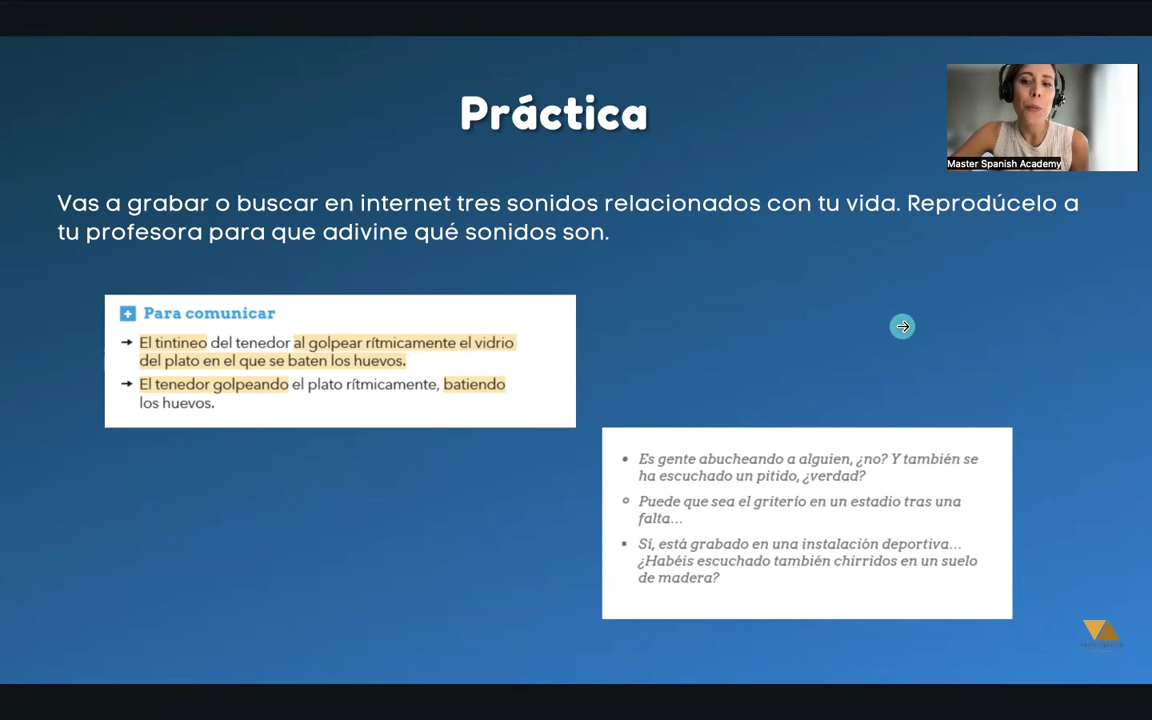 Práctica
Master Spanish Academy
Vas a grabar o buscar en internet tres sonidos relacionados con tu vida. Reprodúcelo a
tu profesora para que adivine qué sonidos son.
Para comunicar
→ El tintineo del tenedor al golpear rítmicamente el vidrio
del plato en el que se baten los huevos.
→ El tenedor golpeando el plato rítmicamente, batiendo
los huevos.
• Es gente abucheando a alguien, ¿no? Y también se
ha escuchado un pitido, ¿verdad?
○ Puede que sea el griterío en un estadio tras una
falta...
▪ Sí, está grabado en una instalación deportiva...
¿Habéis escuchado también chirridos en un suelo
de madera?